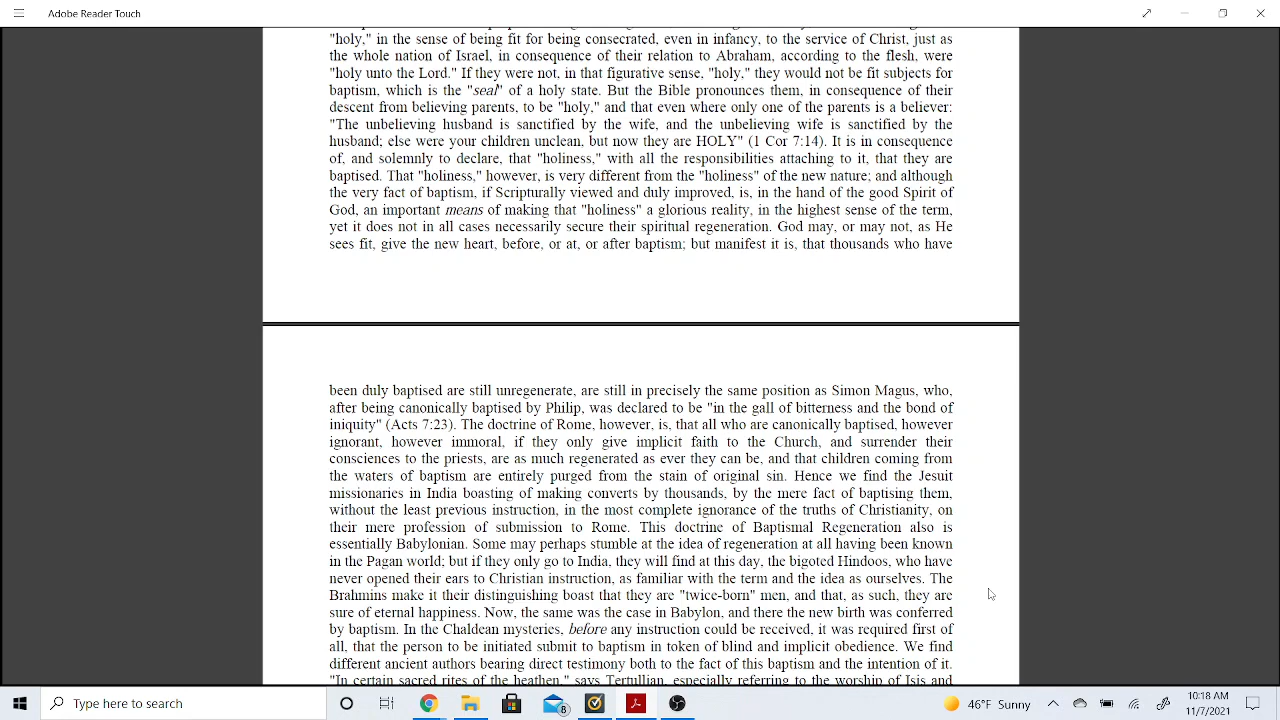 Adobe Reader Touch
"holy," in the sense of being fit for being consecrated, even in infancy, to the service of Christ, just as
the whole nation of Israel, in consequence of their relation to Abraham, according to the flesh, were
"holy unto the Lord." If they were not, in that figurative sense, "holy," they would not be fit subjects for
baptism, which is the "seal" of a holy state. But the Bible pronounces them, in consequence of their
descent from believing parents, to be "holy," and that even where only one of the parents is a believer:
"The unbelieving husband is sanctified by the wife, and the unbelieving wife is sanctified by the
husband; else were your children unclean, but now they are HOLY" (1 Cor 7:14). It is in consequence
of, and solemnly to declare, that "holiness," with all the responsibilities attaching to it, that they are
baptised. That "holiness," however, is very different from the "holiness" of the new nature; and although
the very fact of baptism, if Scripturally viewed and duly improved, is, in the hand of the good Spirit of
God, an important means of making that "holiness" a glorious reality, in the highest sense of the term,
yet it does not in all cases necessarily secure their spiritual regeneration. God may, or may not, as He
sees fit, give the new heart, before, or at, or after baptism; but manifest it is, that thousands who have
been duly baptised are still unregenerate, are still in precisely the same position as Simon Magus, who,
after being canonically baptised by Philip, was declared to be "in the gall of bitterness and the bond of
iniquity" (Acts 7:23). The doctrine of Rome, however, is, that all who are canonically baptised, however
ignorant, however immoral, if they only give implicit faith to the Church, and surrender their
consciences to the priests, are as much regenerated as ever they can be, and that children coming from
the waters of baptism are entirely purged from the stain of original sin. Hence we find the Jesuit
missionaries in India boasting of making converts by thousands, by the mere fact of baptising them,
without the least previous instruction, in the most complete ignorance of the truths of Christianity, on
their mere profession of submission to Rome. This doctrine of Baptismal Regeneration also is
essentially Babylonian. Some may perhaps stumble at the idea of regeneration at all having been known
in the Pagan world; but if they only go to India, they will find at this day, the bigoted Hindoos, who have
never opened their ears to Christian instruction, as familiar with the term and the idea as ourselves. The
Brahmins make it their distinguishing boast that they are "twice-born" men, and that, as such, they are
sure of eternal happiness. Now, the same was the case in Babylon, and there the new birth was conferred
by baptism. In the Chaldean mysteries, before any instruction could be received, it was required first of
all, that the person to be initiated submit to baptism in token of blind and implicit obedience. We find
different ancient authors bearing direct testimony both to the fact of this baptism and the intention of it.
"In certain sacred rites of the heathen," says Tertullian, especially referring to the worship of Isis and
Type here to search
8
46°F Sunny
10:18 AM
11/7/2021